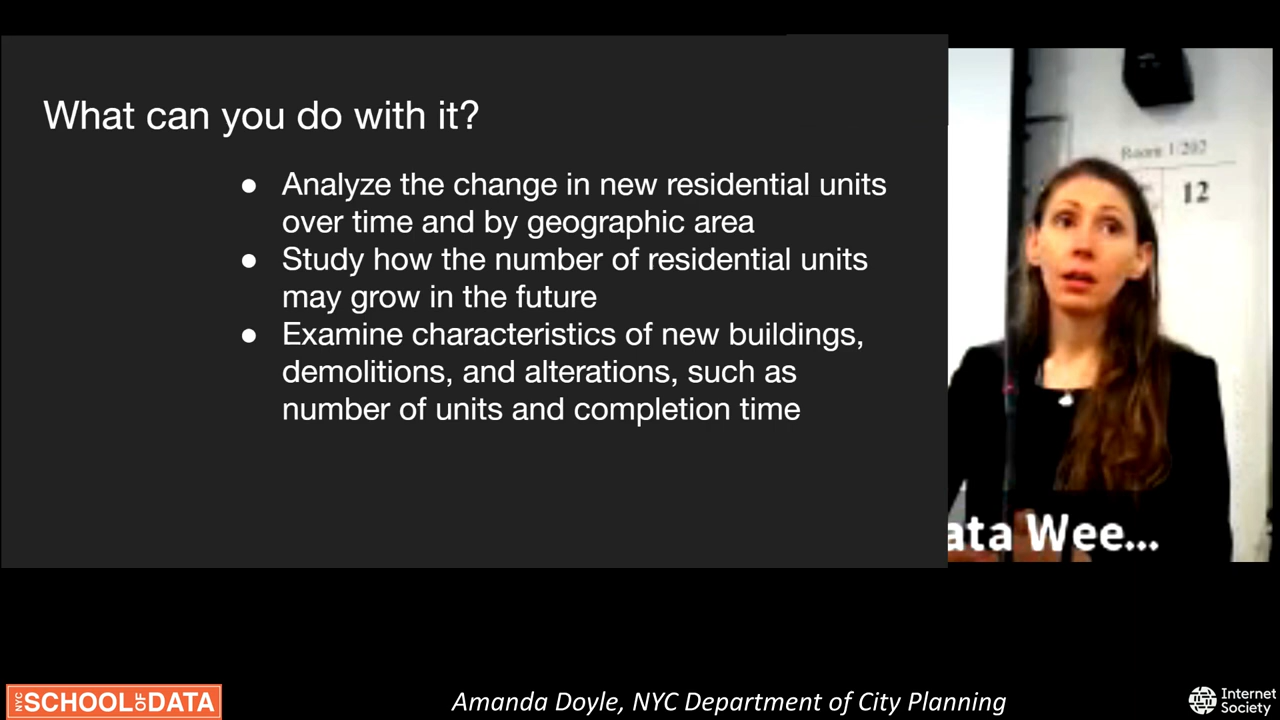 What can you do with it?
● Analyze the change in new residential units
over time and by geographic area
● Study how the number of residential units
may grow in the future
● Examine characteristics of new buildings,
demolitions, and alterations, such as
number of units and completion time
Room 1/202
12
ata Wee...
NYC SCHOOL OF DATA
Amanda Doyle, NYC Department of City Planning
Internet
Society